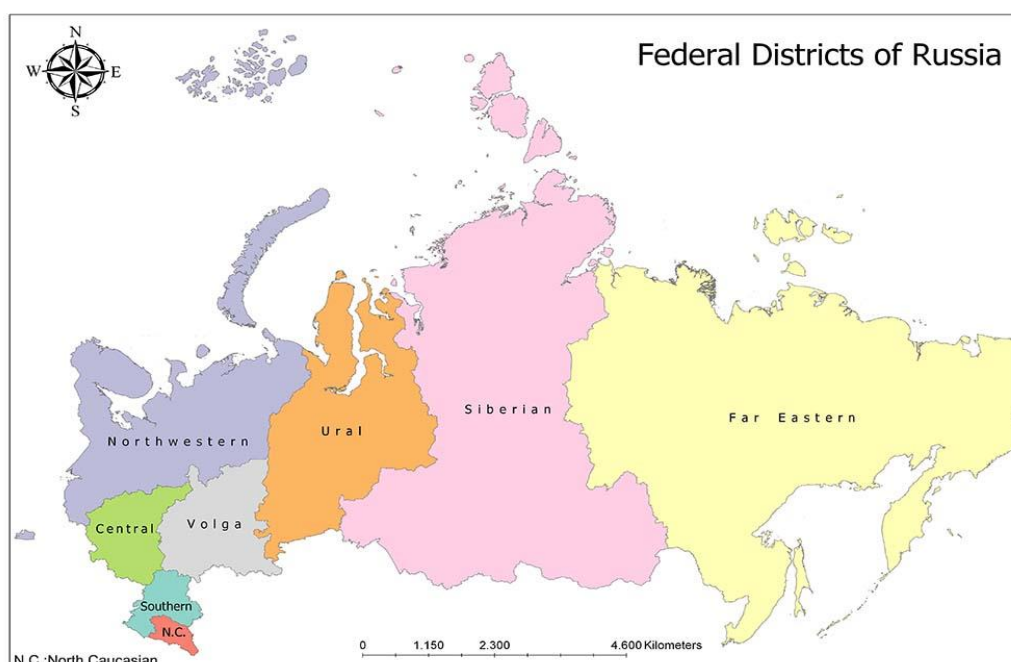 N
W E
S
Federal Districts of Russia
Siberian
Far Eastern
Ural
Northwestern
Central
Volga
Southern
N.C.
0 1.150 2.300 4.600 Kilometers
N.C.:North Caucasian